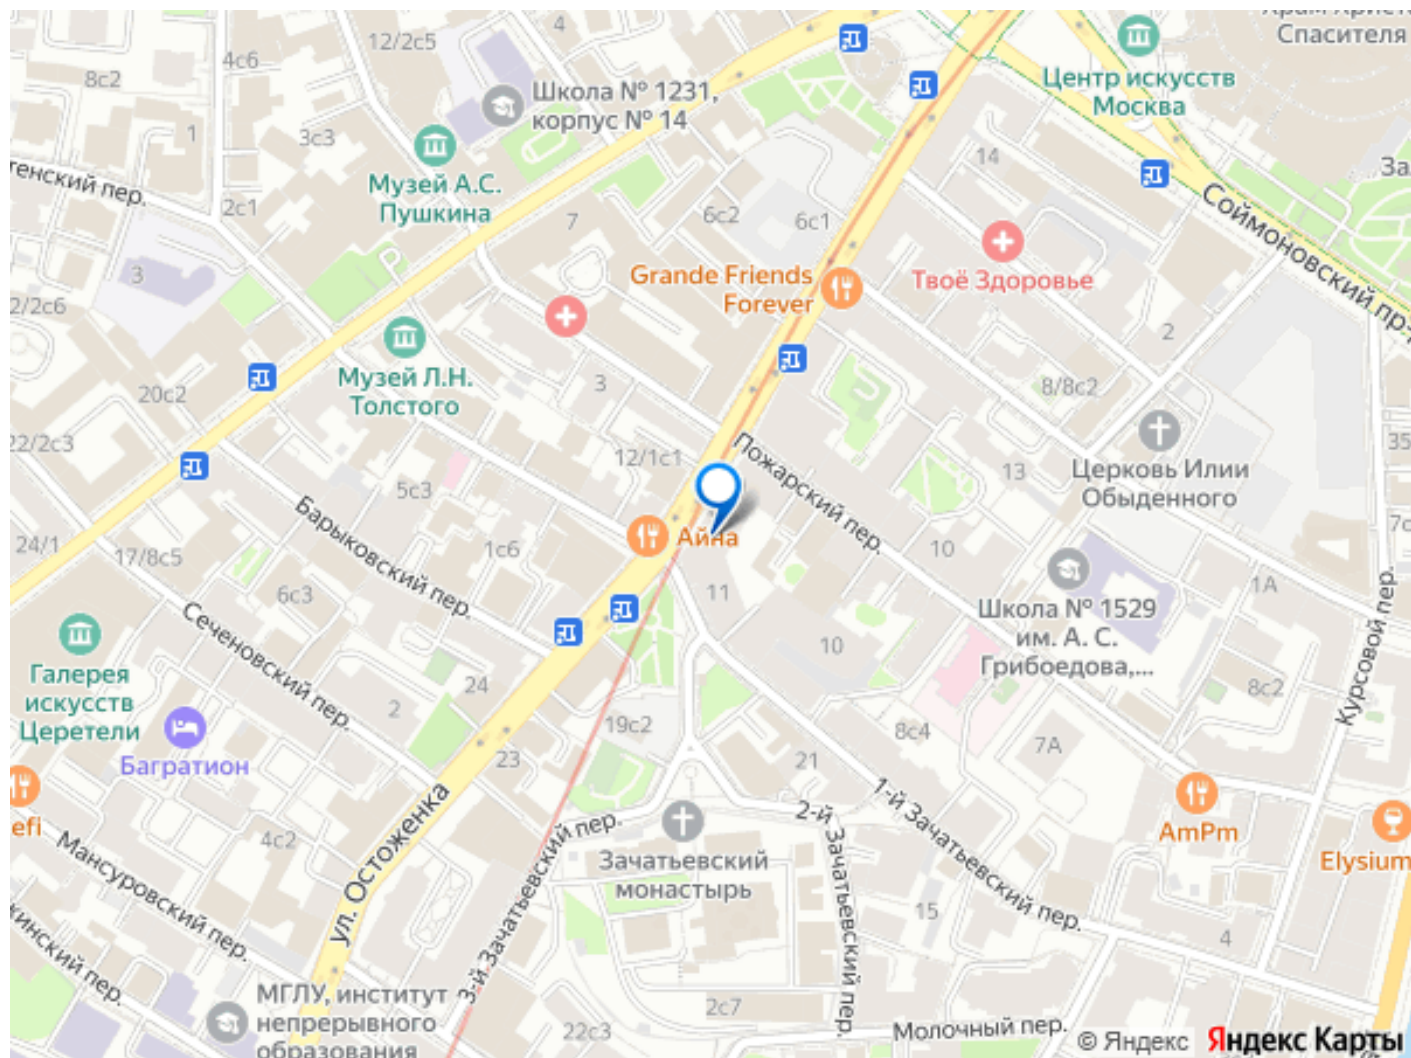 12/2с5
4
4с6
8с2
Школа № 1231,
корпус № 14
Спасителя
Центр искусств
Москва
1
3с3
Музей А.С.
Пушкина
14
За
тенский пер.
2с1
7
6с2
6с1
Соймоновский пр-
3
P
Grande Friends
Forever
Твоё Здоровье
2/2с6
2
Музей Л.Н.
Толстого
3
8/8с2
20с2
22/2с3
12/1с1
Пожарский пер.
13
Церковь Илии
Обыденного
35
5с3
Барыковский пер.
7с
24/1
17/8с5
1с6
Айна
10
1А
6с3
11
Школа № 1529
им. А. С.
Грибоедова,...
Сеченовский пер.
10
Курсовой пер.
Галерея
искусств
Церетели
24
2
8с2
19с2
8с4
7А
Багратион
23
21
1-й Зачатьевский пер.
efi
ул. Остоженка
3-й Зачатьевский пер.
2-й Зачатьевский пер.
AmPm
Elysium
4с2
Мансуровский пер.
Зачатьевский
монастырь
15
4
жинский пер.
МГЛУ, институт
непрерывного
образования
2с7
22с3
Молочный пер.
© Яндекс Яндекс Карты